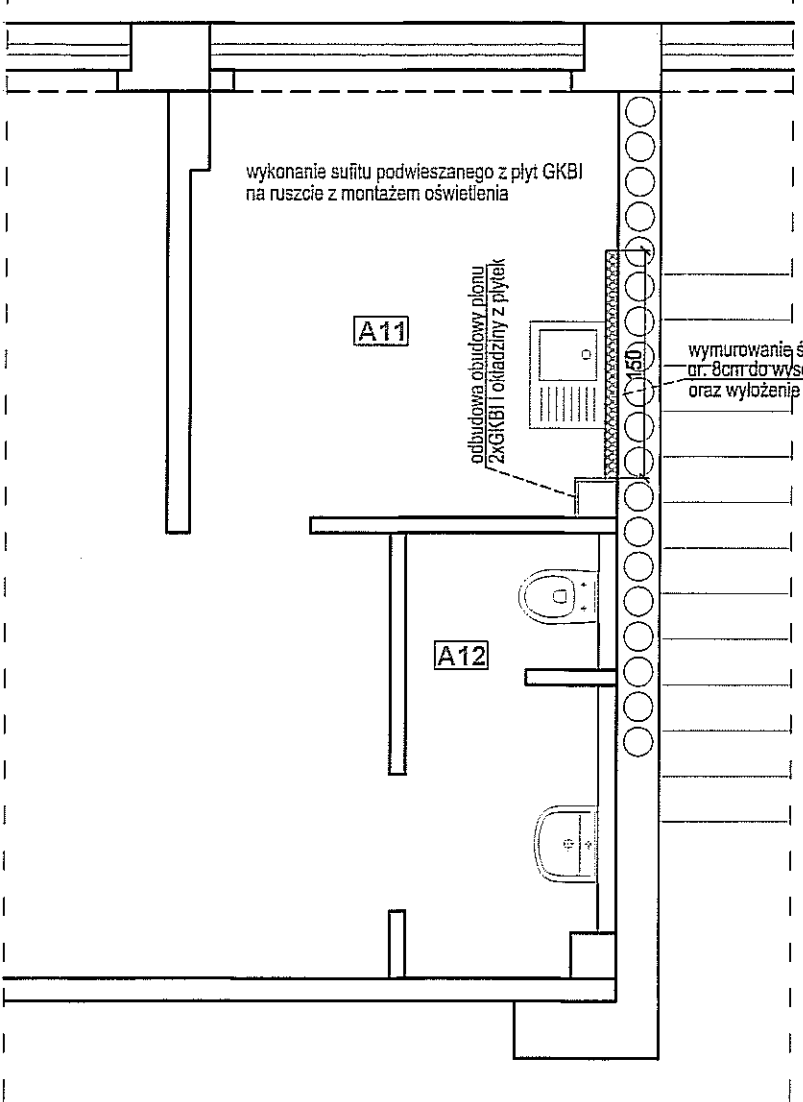 wykonanie sufitu podwieszanego z płyt GKBI
na ruszcie z montażem oświetlenia
A11
odbudowa obudowy pionu
2xGKBI i okładziny z płytek
150
wymurowanie
gr. 8cm do
oraz wyłożenie
A12